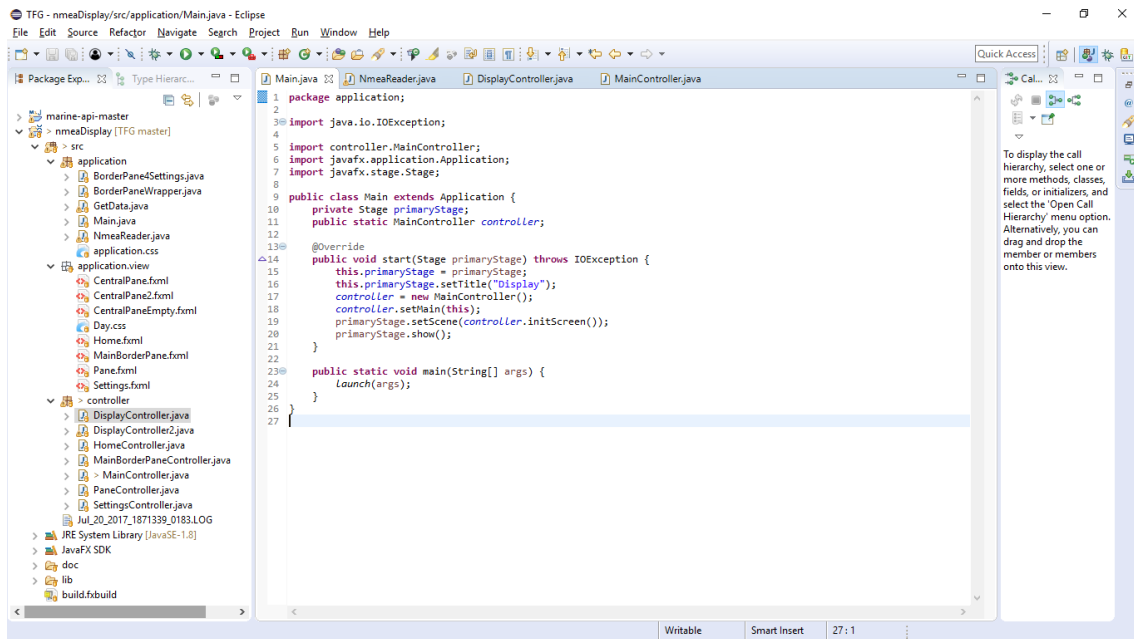 TFG - nmeaDisplay/src/application/Main.java - Eclipse
File Edit Source Refactor Navigate Search Project Run Window Help
Quick Access
Package Exp... Type Hierarc...
marine-api-master
> nmeaDisplay [TFG master]
> src
application
BorderPane4Settings.java
BorderPaneWrapper.java
GetData.java
Main.java
NmeaReader.java
application.css
application.view
CentralPane.fxml
CentralPane2.fxml
CentralPaneEmpty.fxml
Day.css
Home.fxml
MainBorderPane.fxml
Pane.fxml
Settings.fxml
> controller
DisplayController.java
DisplayController2.java
HomeController.java
MainBorderPaneController.java
> MainController.java
PaneController.java
SettingsController.java
Jul_20_2017_1871339_0183.LOG
JRE System Library [JavaSE-1.8]
JavaFX SDK
doc
lib
build.fxbuild
Main.java NmeaReader.java DisplayController.java MainController.java
1 package application;
2
3 import java.io.IOException;
4
5 import controller.MainController;
6 import javafx.application.Application;
7 import javafx.stage.Stage;
8
9 public class Main extends Application {
10 private Stage primaryStage;
11 public static MainController controller;
12
13 @Override
14 public void start(Stage primaryStage) throws IOException {
15 this.primaryStage = primaryStage;
16 this.primaryStage.setTitle("Display");
17 controller = new MainController();
18 controller.setMain(this);
19 primaryStage.setScene(controller.initScreen());
20 primaryStage.show();
21 }
22
23 public static void main(String[] args) {
24 launch(args);
25 }
26 }
27
Cal...
To display the call
hierarchy, select one or
more methods, classes,
fields, or initializers, and
select the 'Open Call
Hierarchy' menu option.
Alternatively, you can
drag and drop the
member or members
onto this view.
Writable Smart Insert 27 : 1